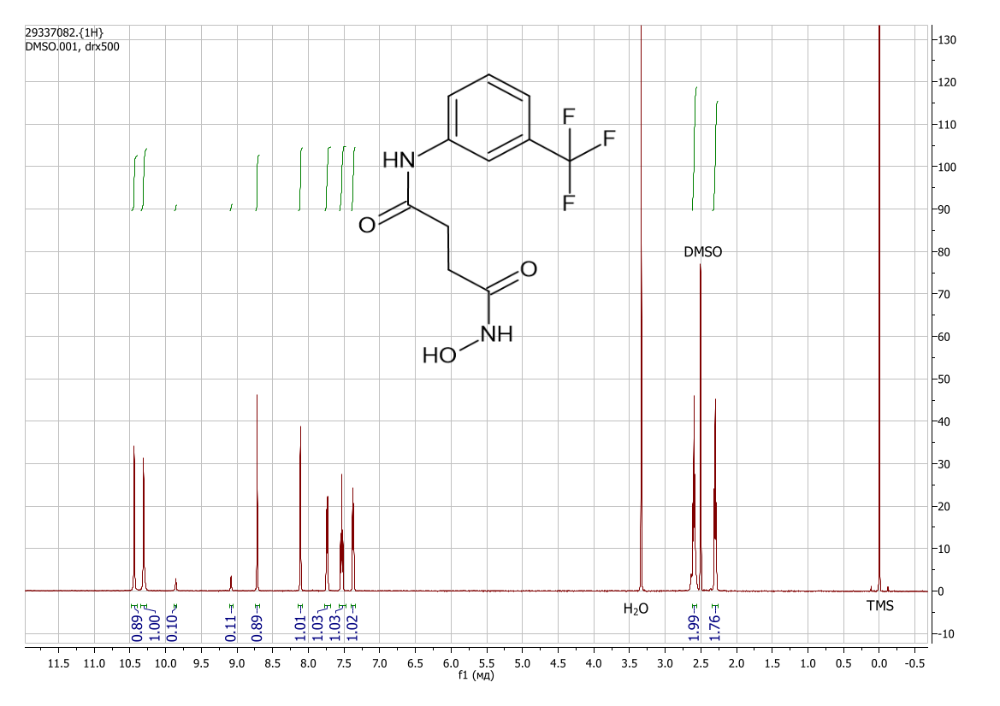 29337082.{1H}
DMSO.001, drx500
F
F
F
HN
O
O
NH
HO
DMSO
H₂O
TMS
130
120
110
100
90
80
70
60
50
40
30
20
10
0
-10
0.89
1.00
0.10
0.11
0.89
1.01
1.03
1.03
1.02
1.99
1.76
11.5 11.0 10.5 10.0 9.5 9.0 8.5 8.0 7.5 7.0 6.5 6.0 5.5 5.0 4.5 4.0 3.5 3.0 2.5 2.0 1.5 1.0 0.5 0.0 -0.5
f1 (мд)